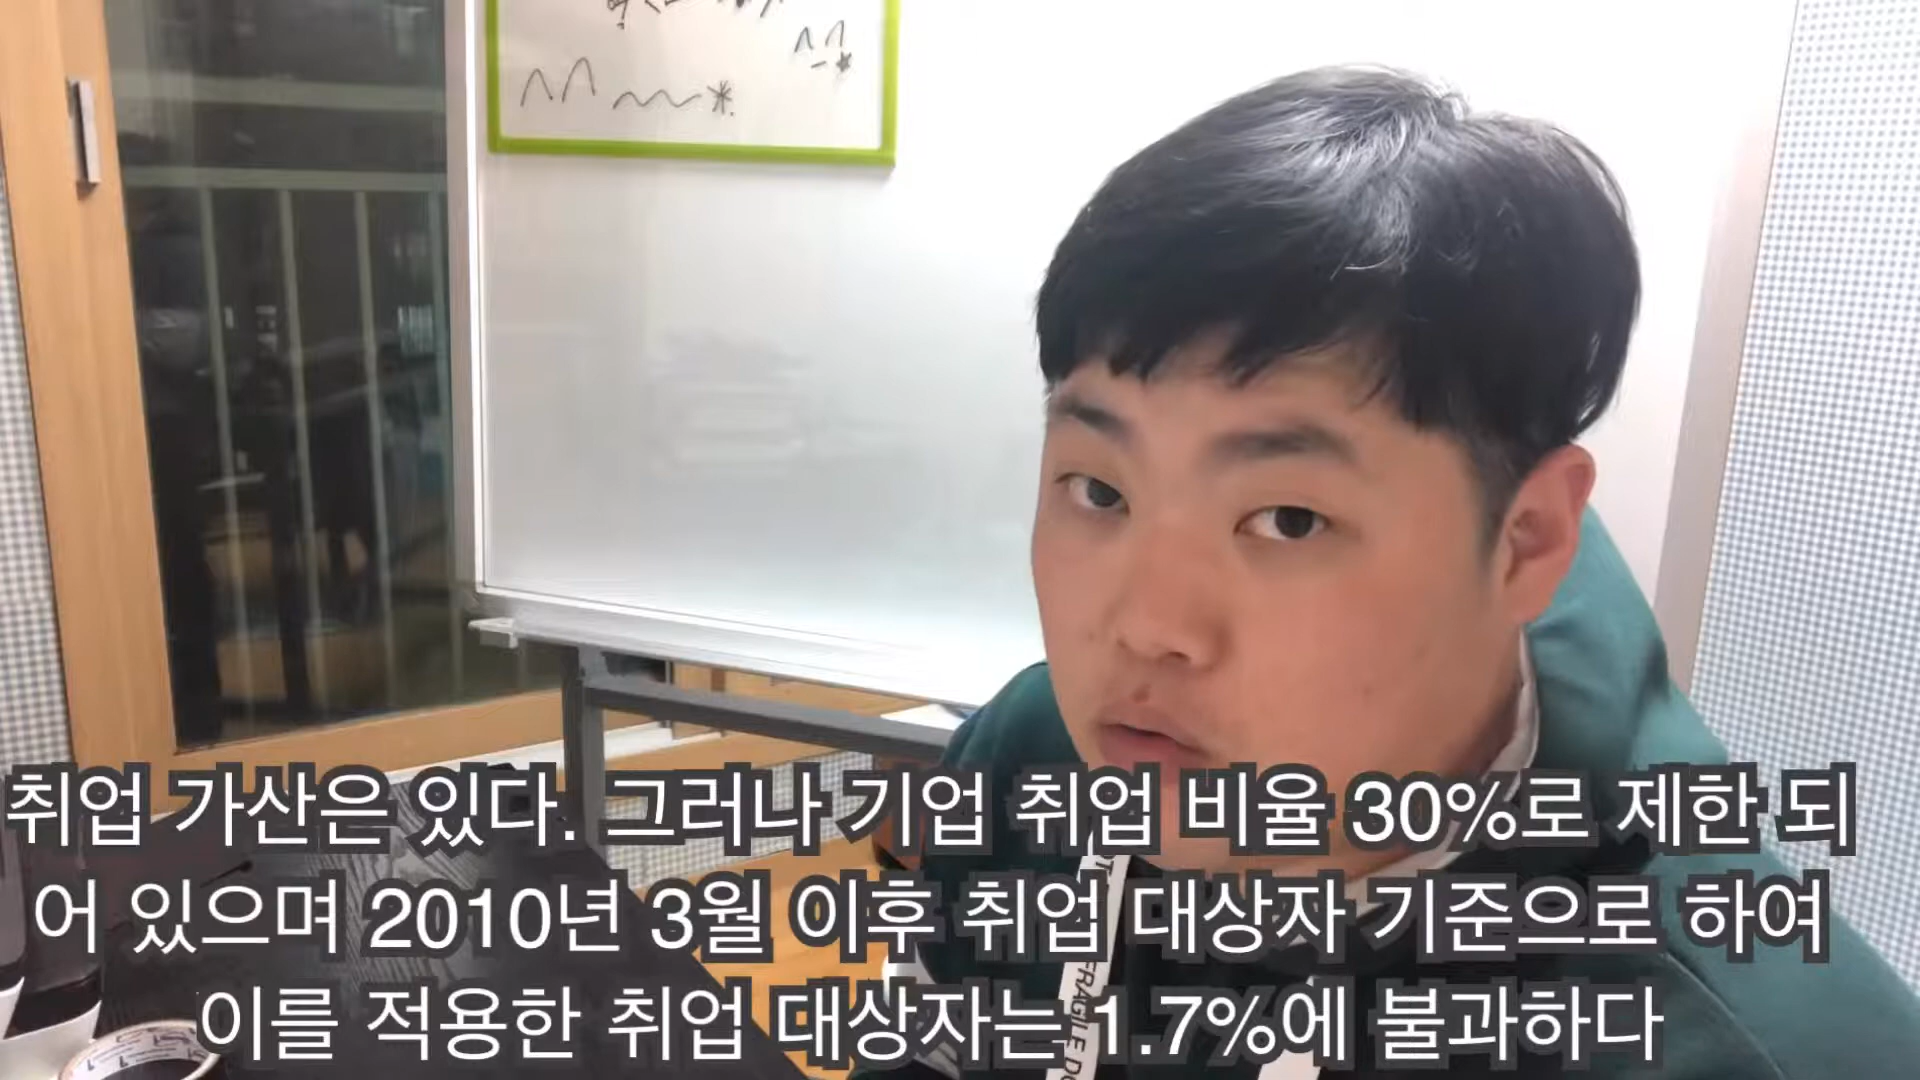 취업 가산은 있다. 그러나 기업 취업 비율 30%로 제한 되
어 있으며 2010년 3월 이후 취업 대상자 기준으로 하여
이를 적용한 취업 대상자는 1.7%에 불과하다
FRAGILE